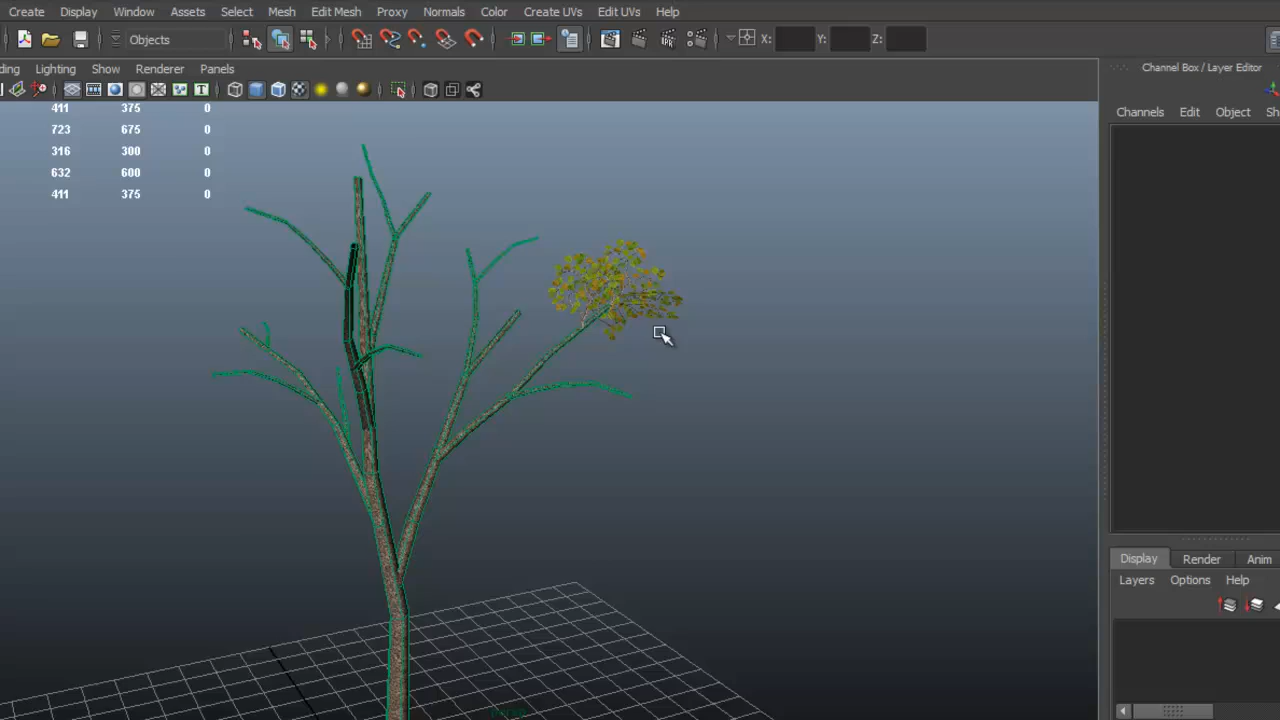 Create Display Window Assets Select Mesh Edit Mesh Proxy Normals Color Create UVs Edit UVs Help
Objects X: Y: Z:
ding Lighting Show Renderer Panels
Channel Box / Layer Editor
Channels Edit Object Sh
411 375 0
723 675 0
316 300 0
632 600 0
411 375 0
Display Render Anim
Layers Options Help
persp